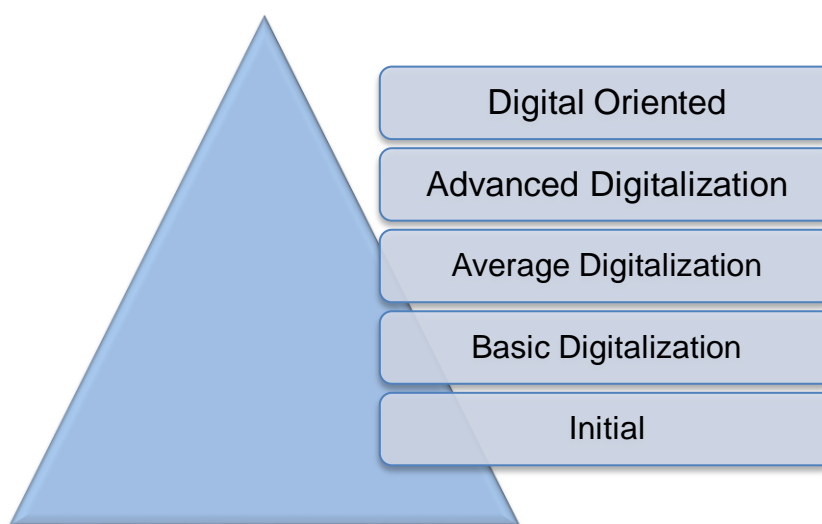 Digital Oriented
Advanced Digitalization
Average Digitalization
Basic Digitalization
Initial